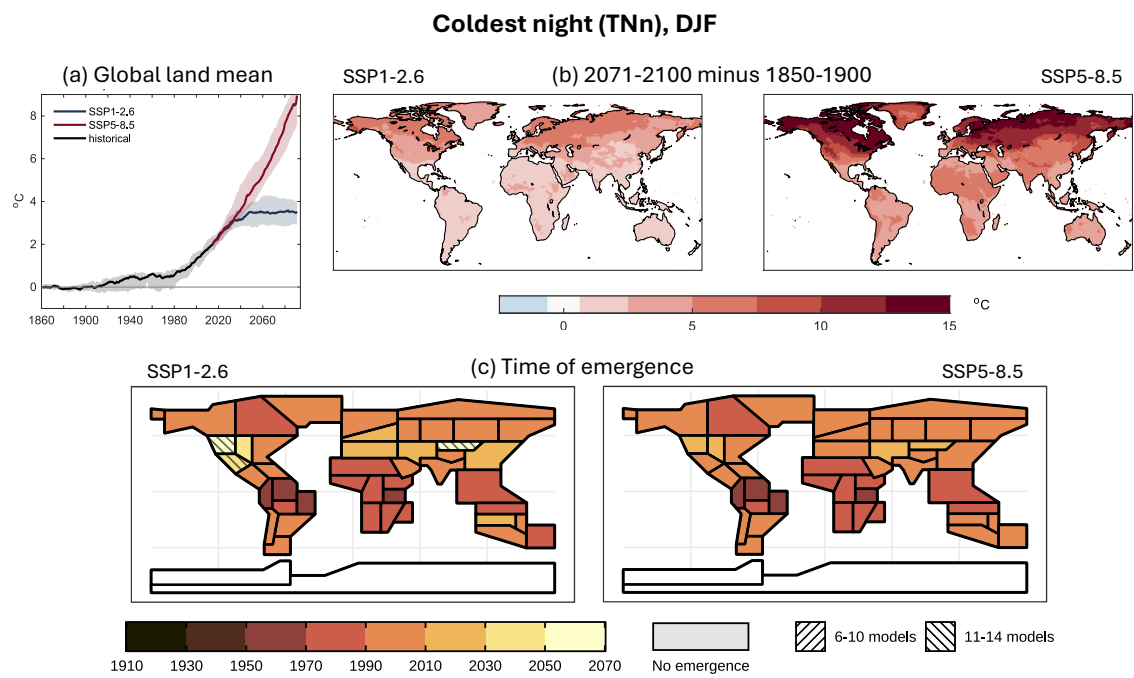 Coldest night (TNn), DJF
(a) Global land mean
SSP1-2.6
(b) 2071-2100 minus 1850-1900
SSP5-8.5
SSP1-2.6
SSP5-8.5
historical
8
6
4
2
0
°C
1860 1900 1940 1980 2020 2060
0 5 10 15
°C
SSP1-2.6
(c) Time of emergence
SSP5-8.5
1910 1930 1950 1970 1990 2010 2030 2050 2070
No emergence
6-10 models
11-14 models